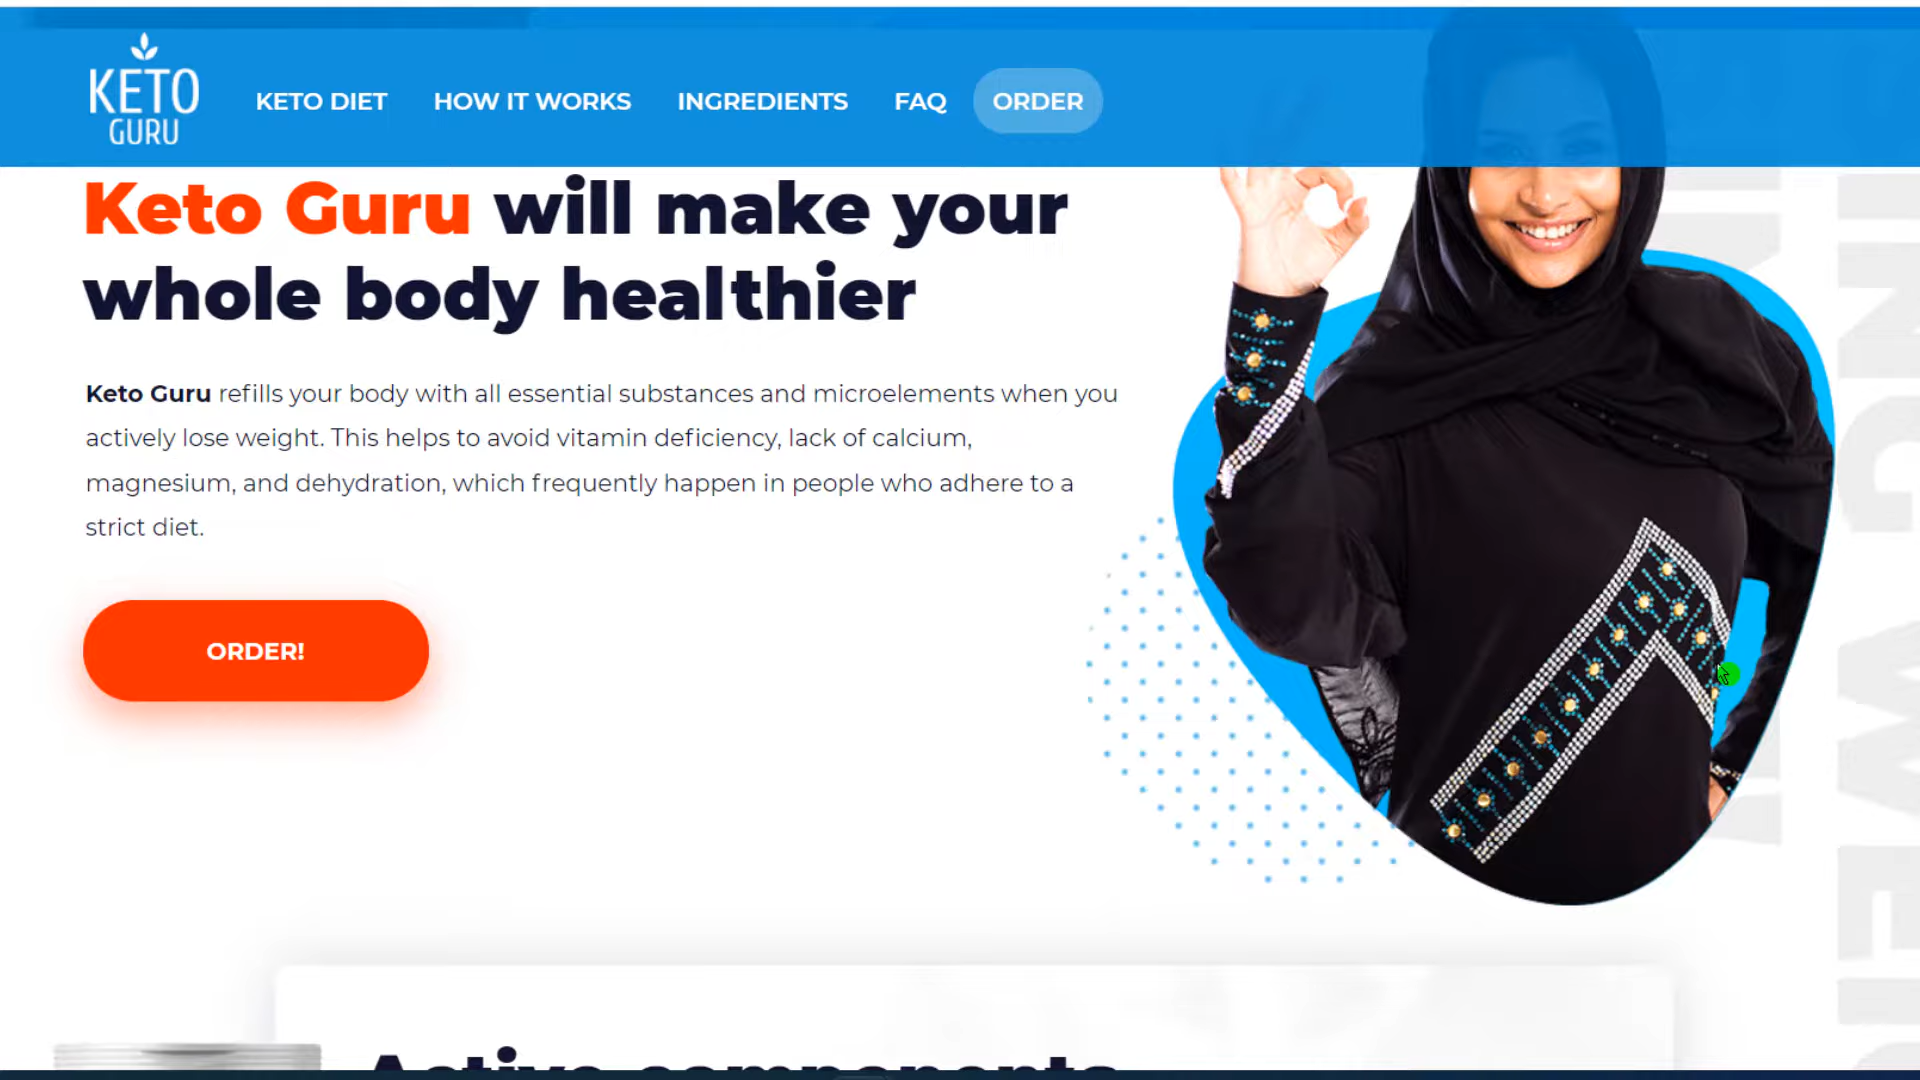 KETO
GURU
KETO DIET HOW IT WORKS INGREDIENTS FAQ ORDER
Keto Guru will make your
whole body healthier
Keto Guru refills your body with all essential substances and microelements when you
actively lose weight. This helps to avoid vitamin deficiency, lack of calcium,
magnesium, and dehydration, which frequently happen in people who adhere to a
strict diet.
ORDER!
Active components